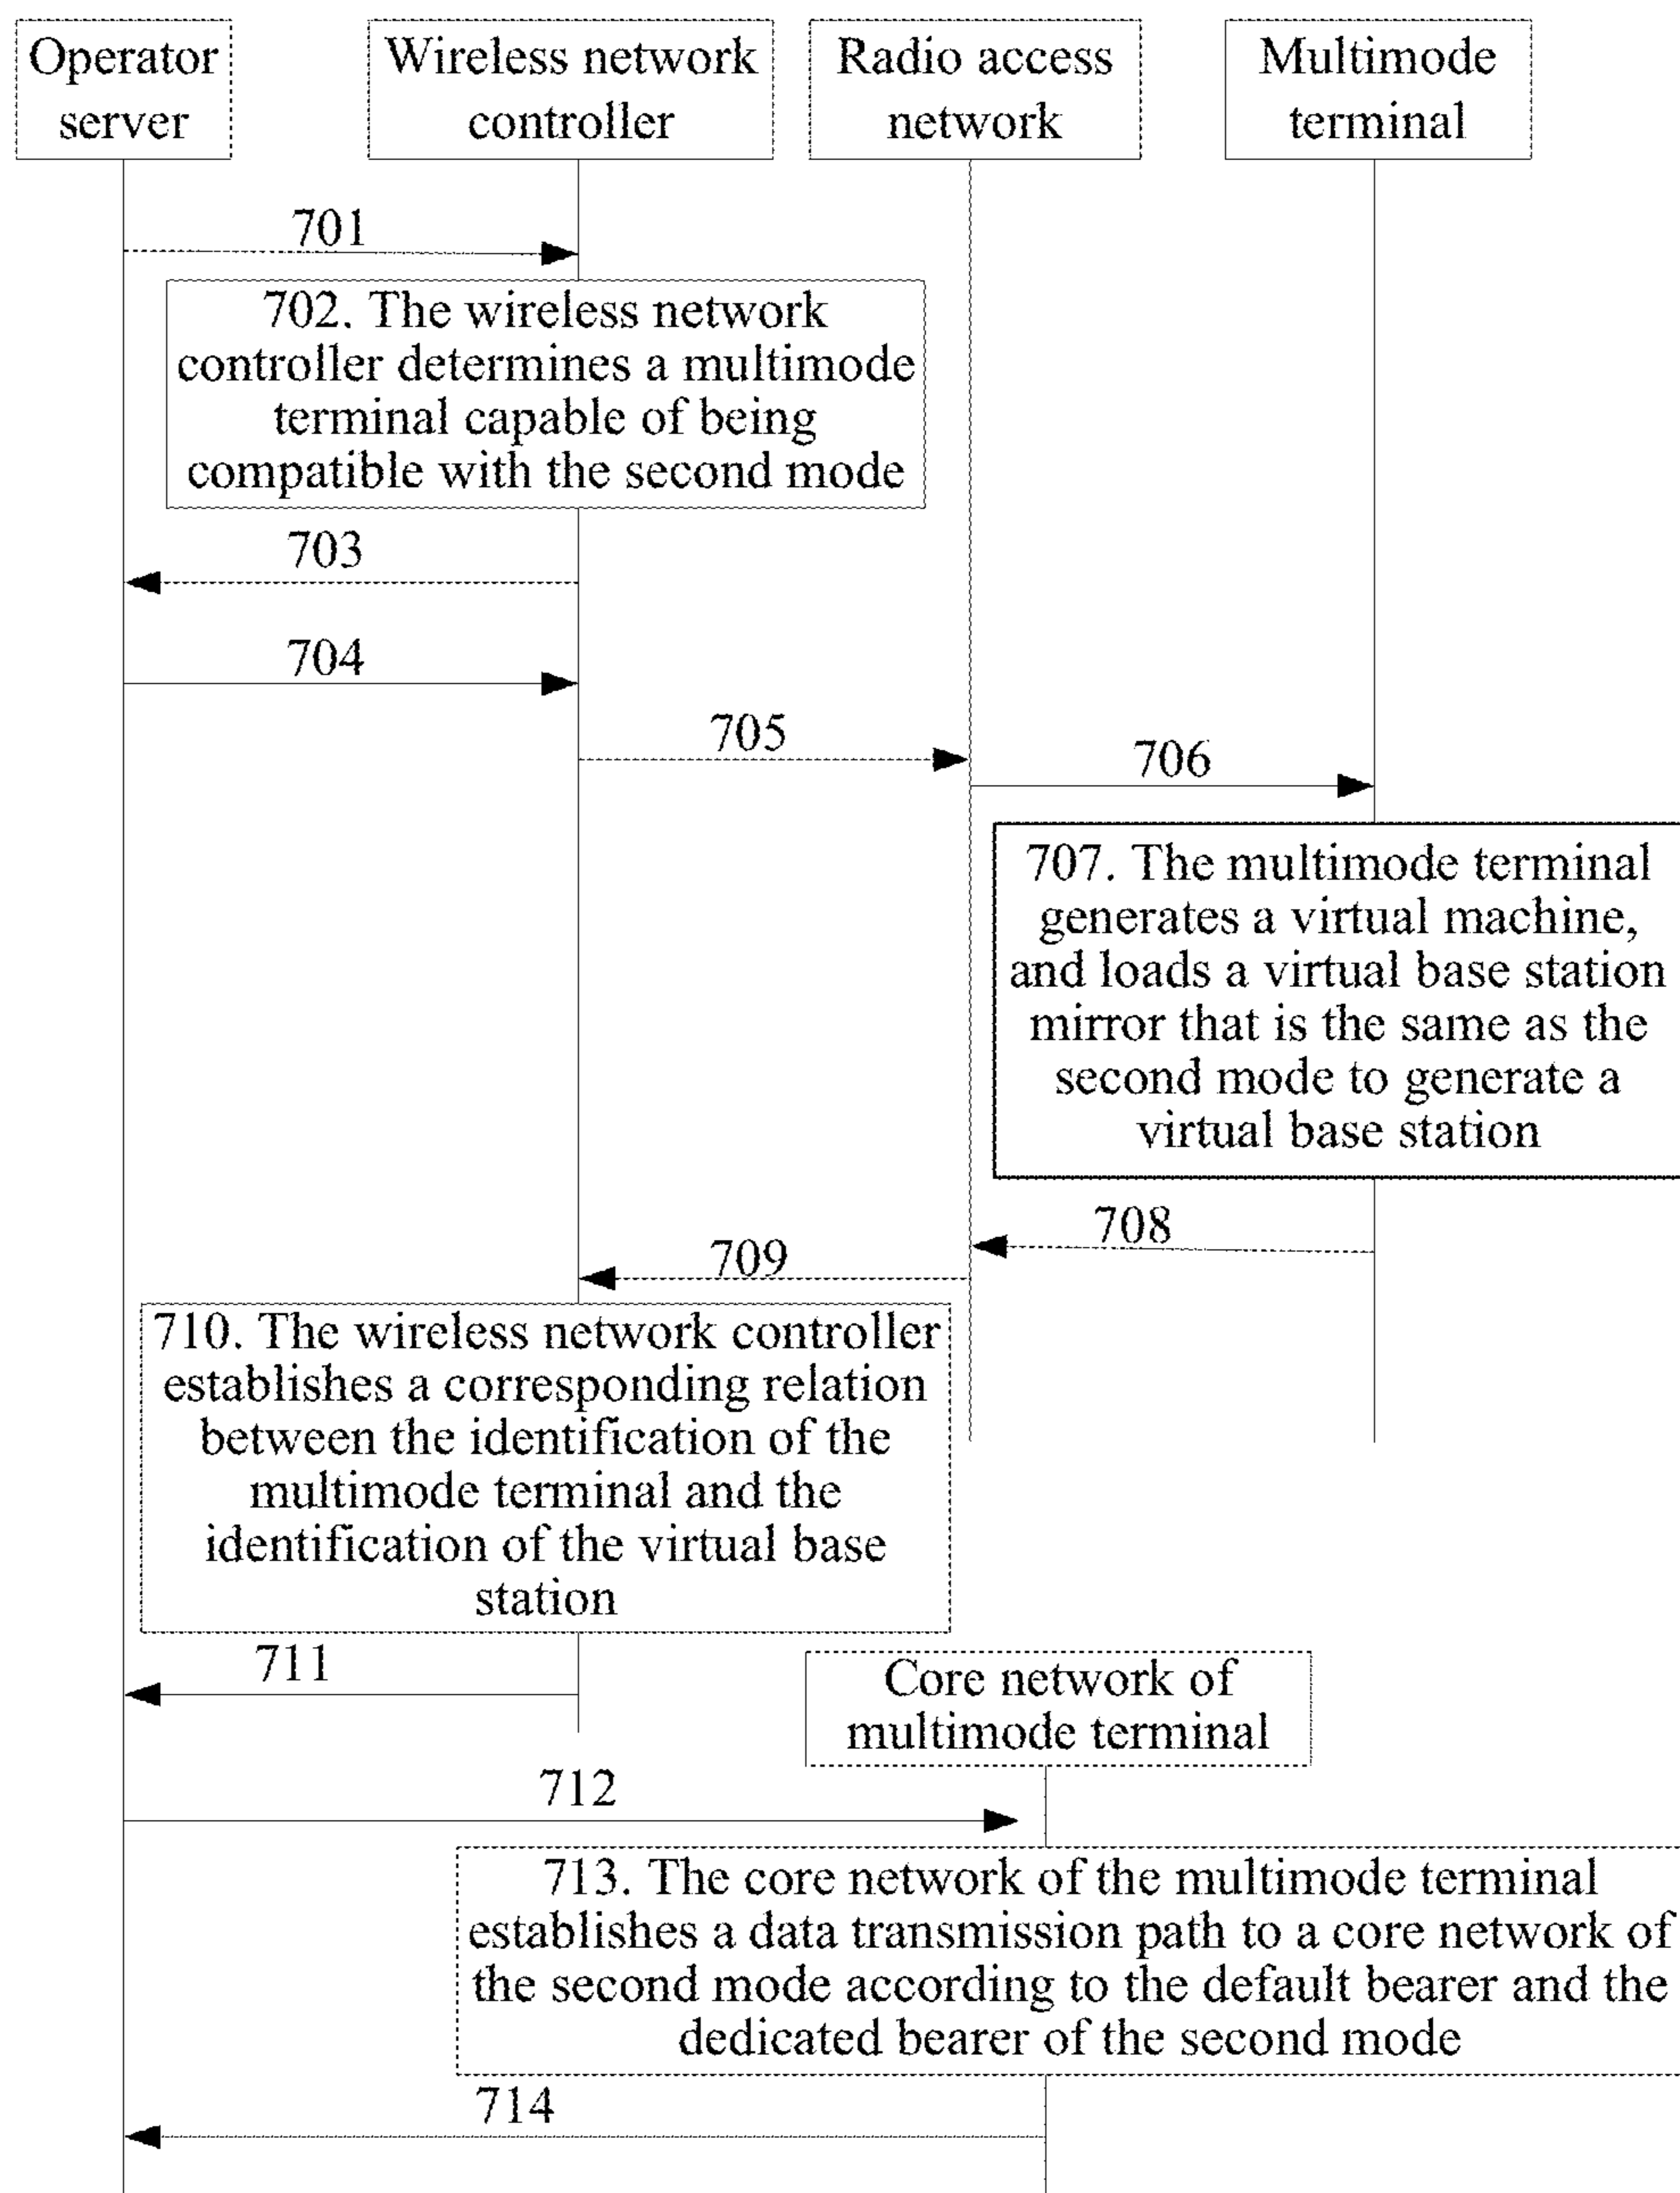 Operator
server
Wireless network
controller
Radio access
network
Multimode
terminal
701
702. The wireless network
controller determines a multimode
terminal capable of being
compatible with the second mode
703
704
705
706
707. The multimode terminal
generates a virtual machine,
and loads a virtual base station
mirror that is the same as the
second mode to generate a
virtual base station
708
709
710. The wireless network controller
establishes a corresponding relation
between the identification of the
multimode terminal and the
identification of the virtual base
station
711
Core network of
multimode terminal
712
713. The core network of the multimode terminal
establishes a data transmission path to a core network of
the second mode according to the default bearer and the
dedicated bearer of the second mode
714